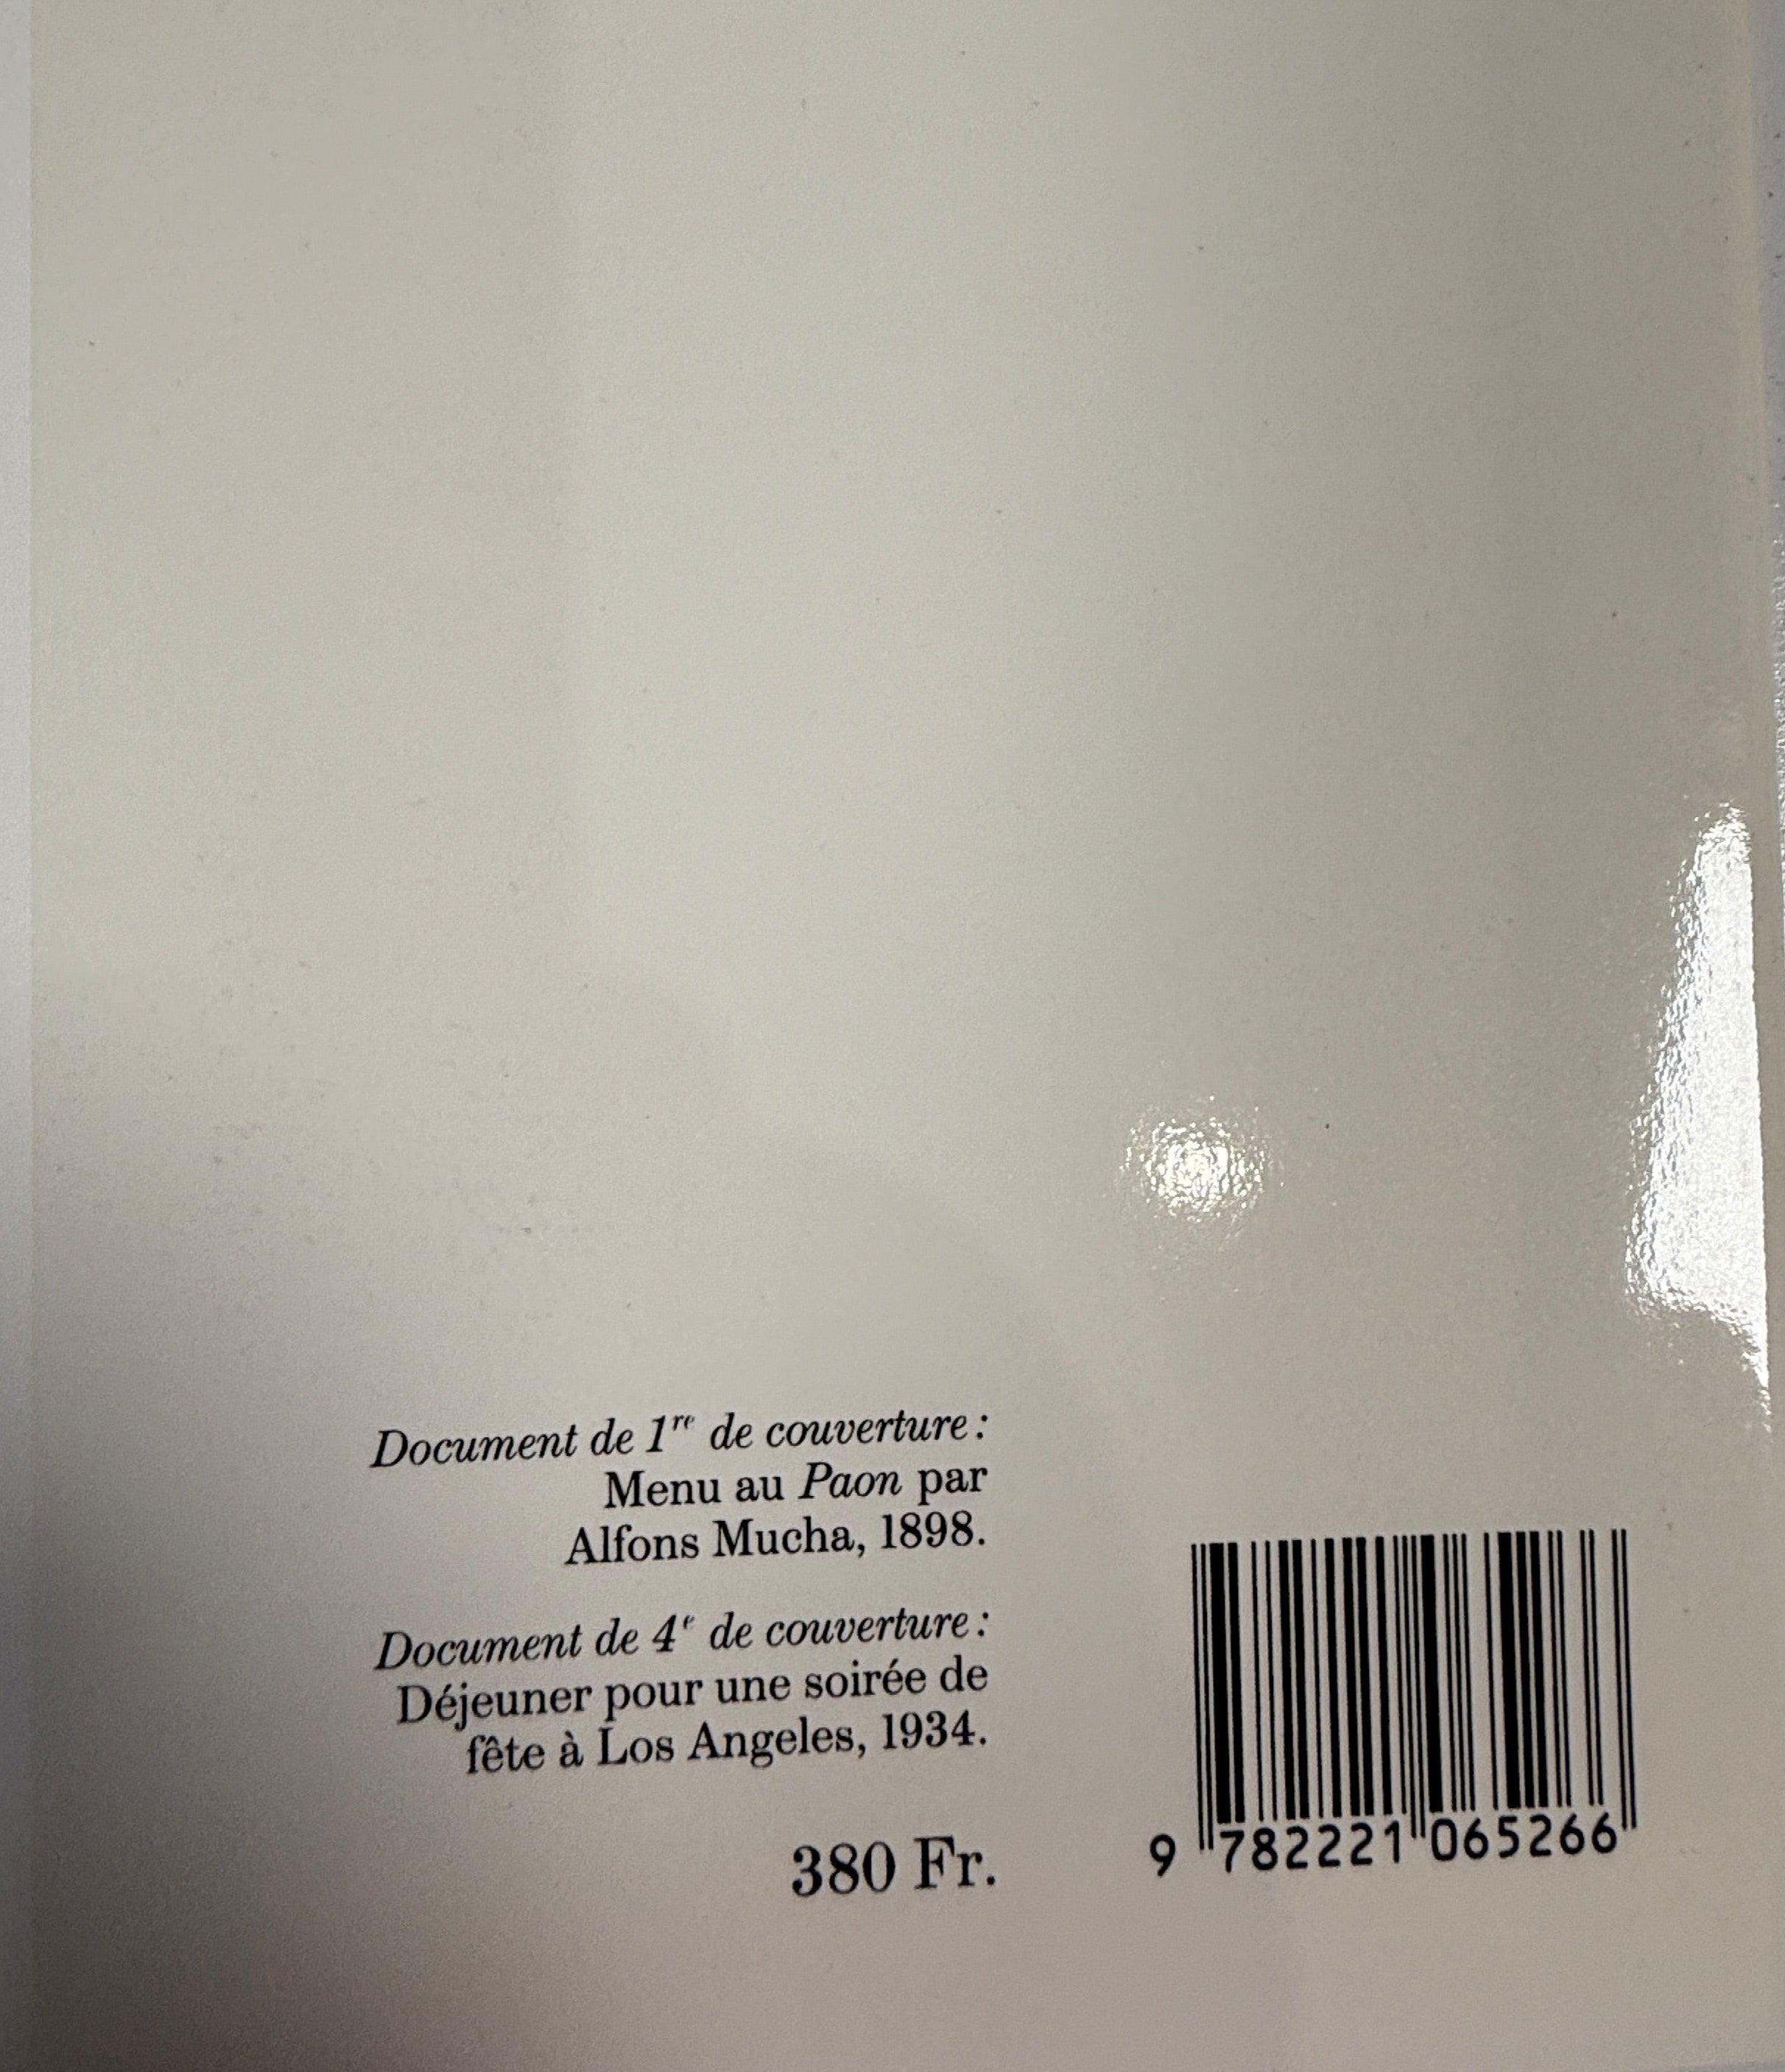 Document de 1re de couverture :
Menu au Paon par
Alfons Mucha, 1898.
Document de 4e de couverture :
Déjeuner pour une soirée de
fête à Los Angeles, 1934.
380 Fr.
9 782221 065266